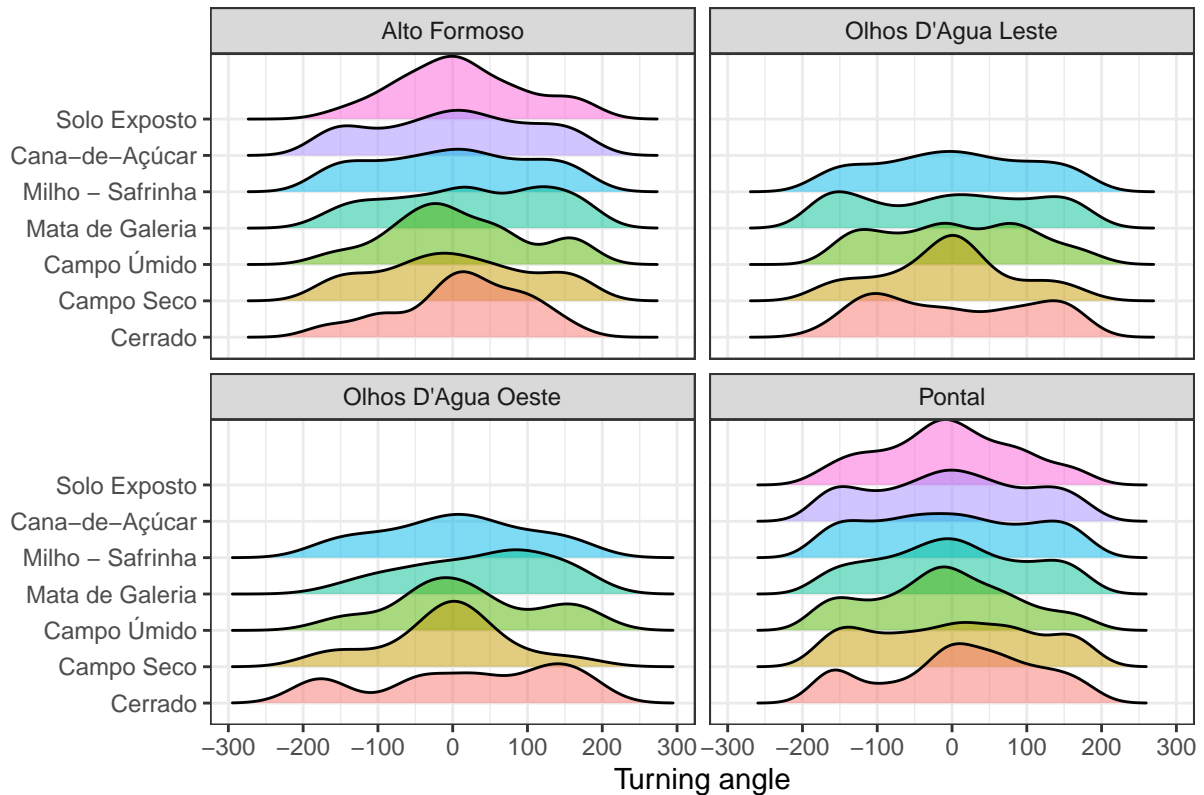 Alto Formoso
Olhos D'Agua Leste
Solo Exposto
Cana−de−Açúcar
Milho − Safrinha
Mata de Galeria
Campo Úmido
Campo Seco
Cerrado
Olhos D'Agua Oeste
Pontal
Solo Exposto
Cana−de−Açúcar
Milho − Safrinha
Mata de Galeria
Campo Úmido
Campo Seco
Cerrado
−300 −200 −100 0 100 200 300 −300 −200 −100 0 100 200 300
Turning angle